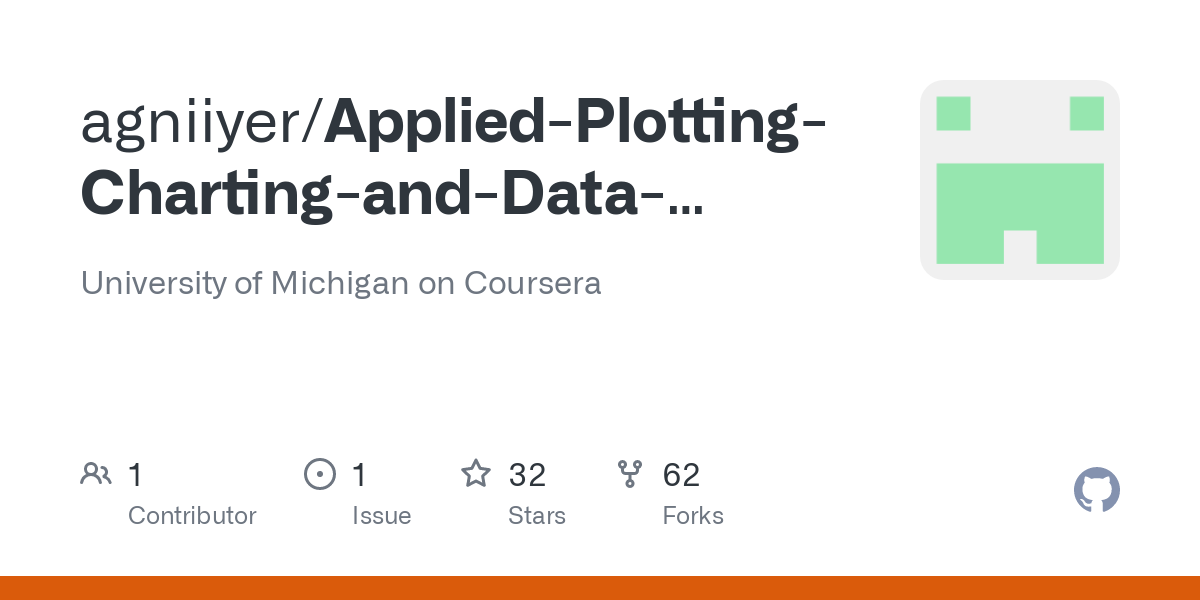 agniiyer/Applied-Plotting-
Charting-and-Data-...
University of Michigan on Coursera
1
Contributor
1
Issue
32
Stars
62
Forks